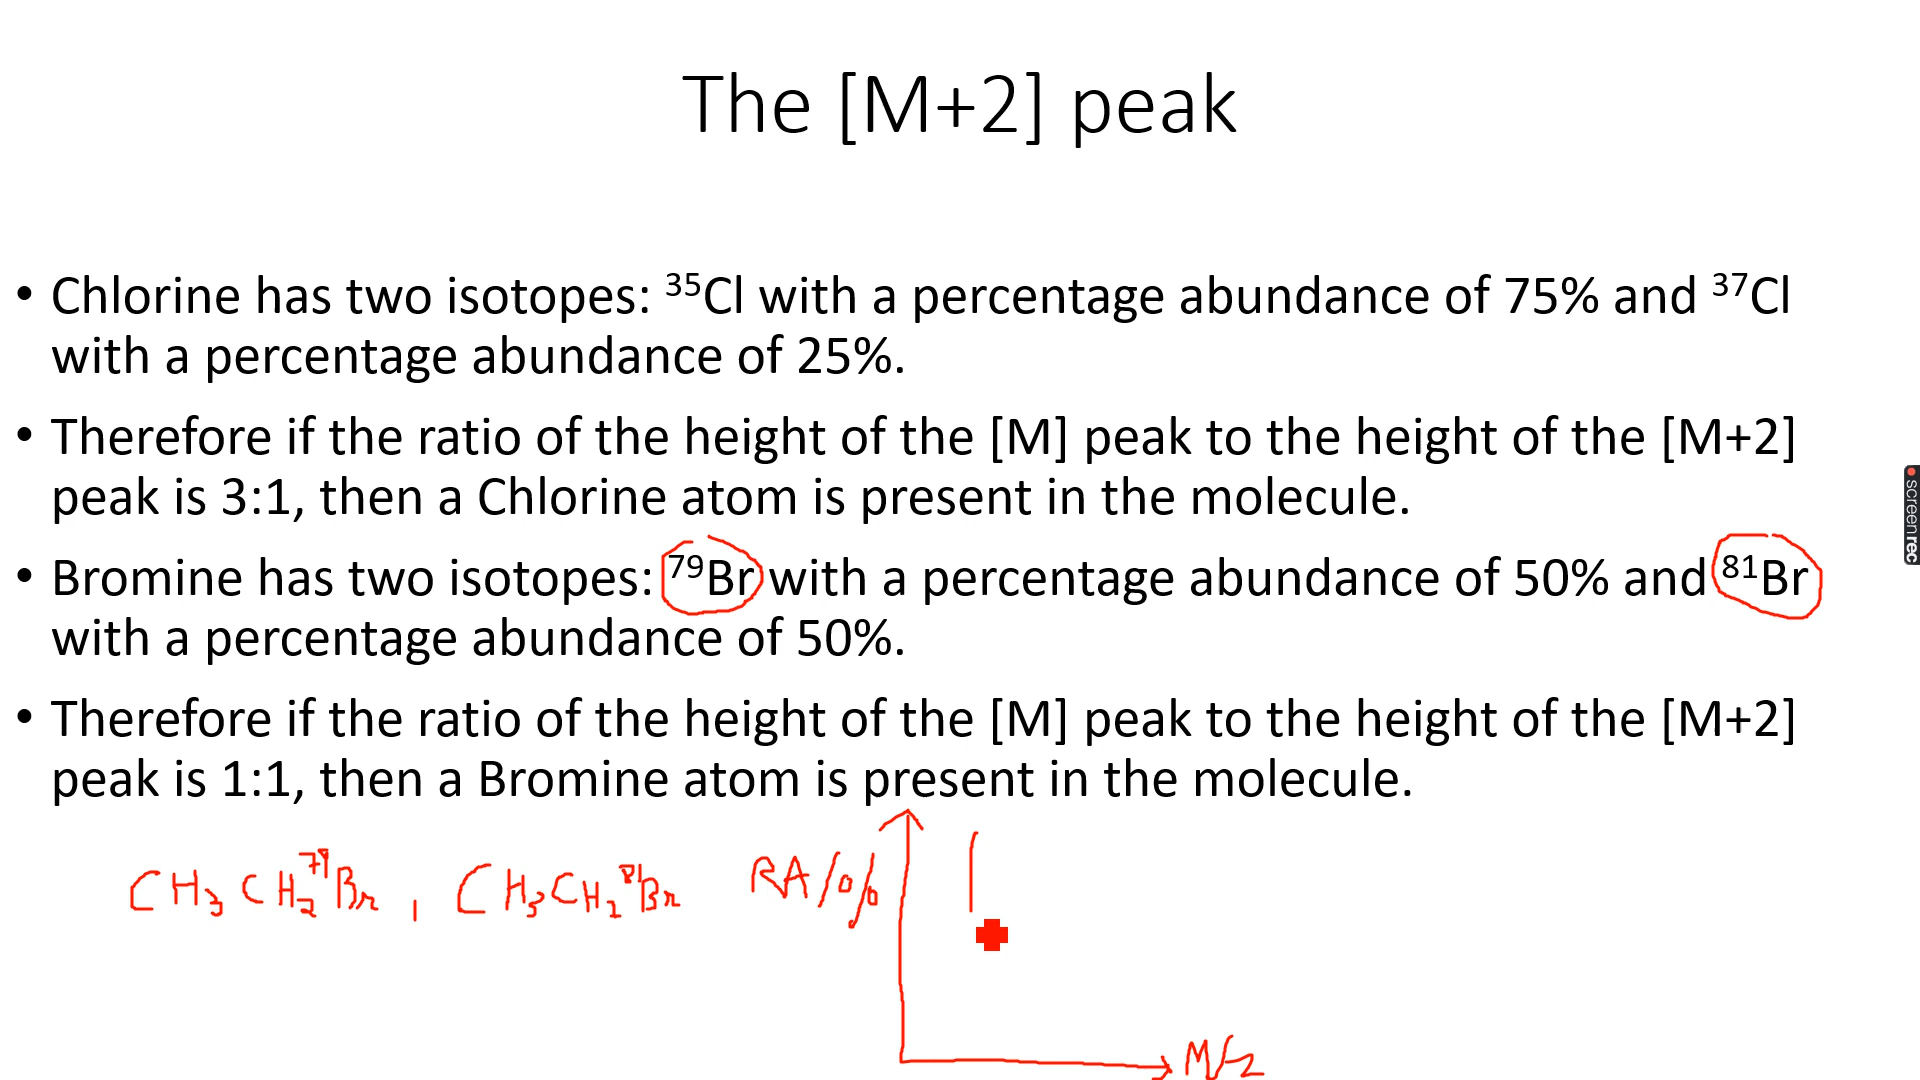 The [M+2] peak
• Chlorine has two isotopes: ³⁵Cl with a percentage abundance of 75% and ³⁷Cl
with a percentage abundance of 25%.
• Therefore if the ratio of the height of the [M] peak to the height of the [M+2]
peak is 3:1, then a Chlorine atom is present in the molecule.
• Bromine has two isotopes: ⁷⁹Br with a percentage abundance of 50% and ⁸¹Br
with a percentage abundance of 50%.
• Therefore if the ratio of the height of the [M] peak to the height of the [M+2]
peak is 1:1, then a Bromine atom is present in the molecule.
CH₃CH₂⁷⁹Br, CH₃CH₂⁸¹Br RA/%
M/z
screenrec